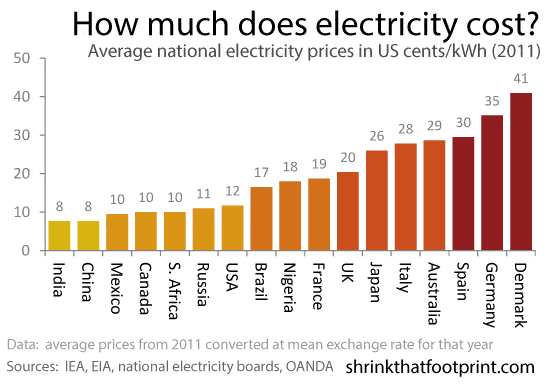 How much does electricity cost?
Average national electricity prices in US cents/kWh (2011)
50
40
30
20
10
0
8
8
10
10
10
11
12
17
18
19
20
26
28
29
30
35
41
India
China
Mexico
Canada
S. Africa
Russia
USA
Brazil
Nigeria
France
UK
Japan
Italy
Australia
Spain
Germany
Denmark
Data: average prices from 2011 converted at mean exchange rate for that year
Sources: IEA, EIA, national electricity boards, OANDA
shrinkthatfootprint.com